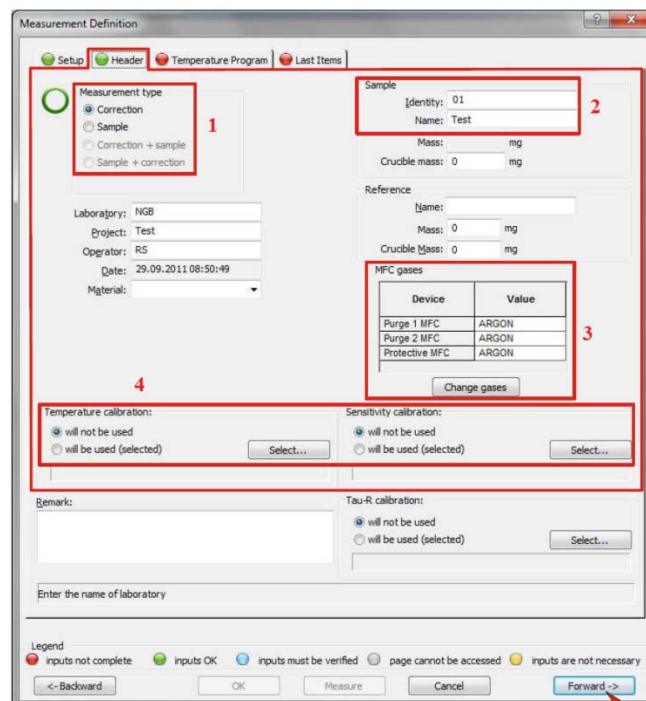 Measurement Definition
Setup Header Temperature Program Last Items
Measurement type
Correction
Sample
Correction + sample
Sample + correction
1
Sample
Identity: 01
Name: Test
2
Mass: mg
Crucible mass: 0 mg
Laboratory: NGB
Project: Test
Operator: RS
Date: 29.09.2011 08:50:49
Material:
Reference
Name:
Mass: 0 mg
Crucible Mass: 0 mg
MFC gases
Device Value
Purge 1 MFC ARGON
Purge 2 MFC ARGON
Protective MFC ARGON
3
Change gases
4
Temperature calibration:
will not be used
will be used (selected) Select...
Sensitivity calibration:
will not be used
will be used (selected) Select...
Remark:
Tau-R calibration:
will not be used
will be used (selected) Select...
Enter the name of laboratory
Legend
inputs not complete inputs OK inputs must be verified page cannot be accessed inputs are not necessary
<- Backward OK Measure Cancel Forward ->